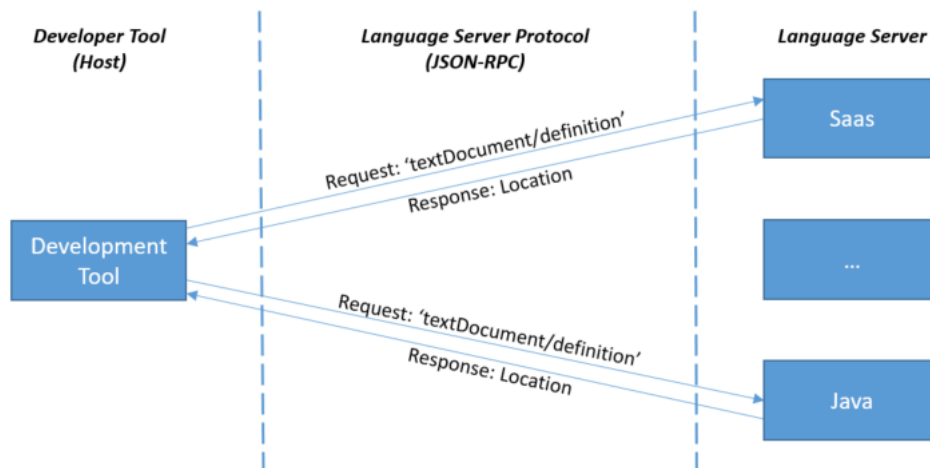 Developer Tool
(Host)
Language Server Protocol
(JSON-RPC)
Language Server
Saas
Request: ‘textDocument/definition’
Response: Location
Development
Tool
...
Request: ‘textDocument/definition’
Response: Location
Java